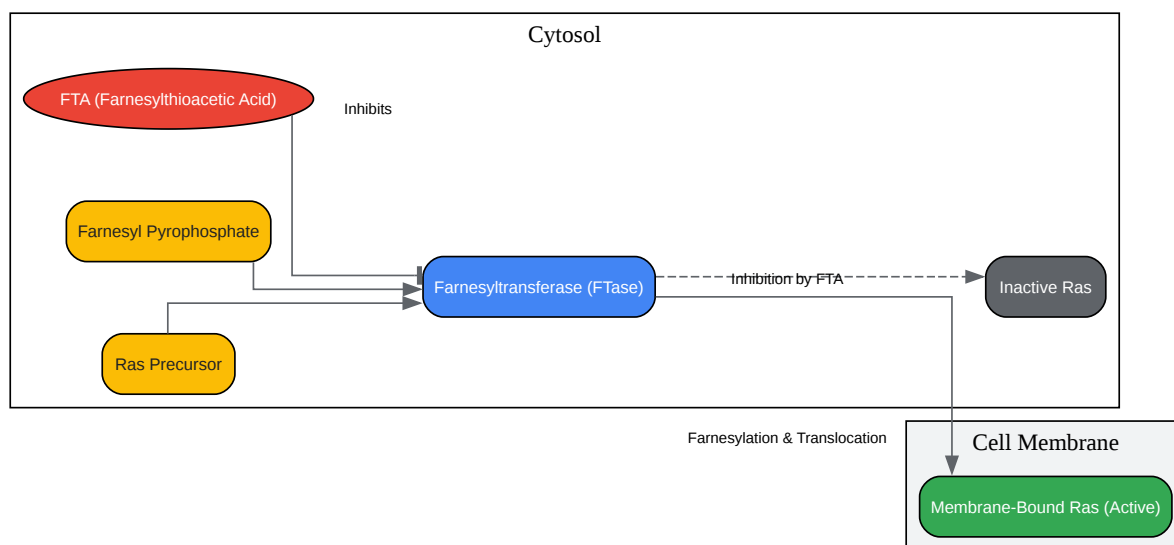 Cytosol
FTA (Farnesylthioacetic Acid)
Inhibits
Farnesyl Pyrophosphate
Farnesyltransferase (FTase)
Inhibition by FTA
Inactive Ras
Ras Precursor
Farnesylation & Translocation
Cell Membrane
Membrane-Bound Ras (Active)